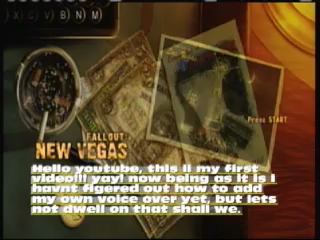 X C V B N M
Press START
FALLOUT
NEW VEGAS
Hello youtube, this ii my first
video!!! yay! now being as it is I
havnt figered out how to add
my own voice over yet, but lets
not dwell on that shall we.